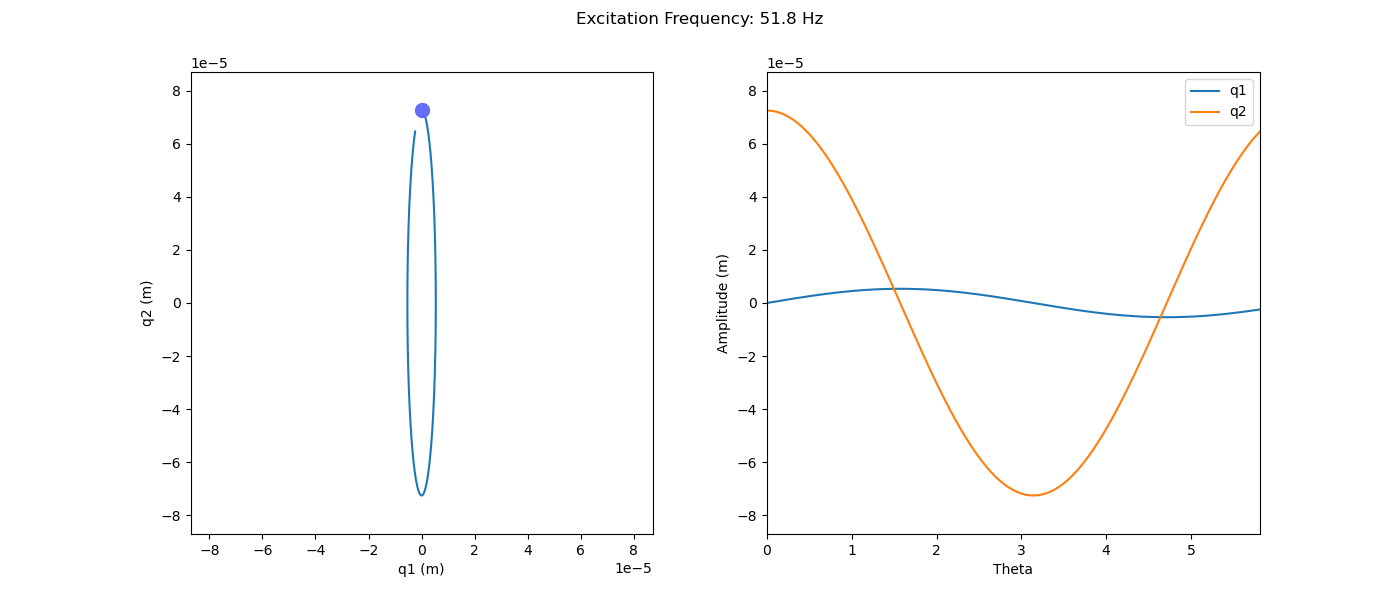 Excitation Frequency: 51.8 Hz
1e−5
8
6
4
2
0
−2
−4
−6
−8
q2 (m)
−8 −6 −4 −2 0 2 4 6 8
q1 (m)
1e−5
1e−5
8
6
4
2
0
−2
−4
−6
−8
Amplitude (m)
0 1 2 3 4 5
Theta
q1
q2